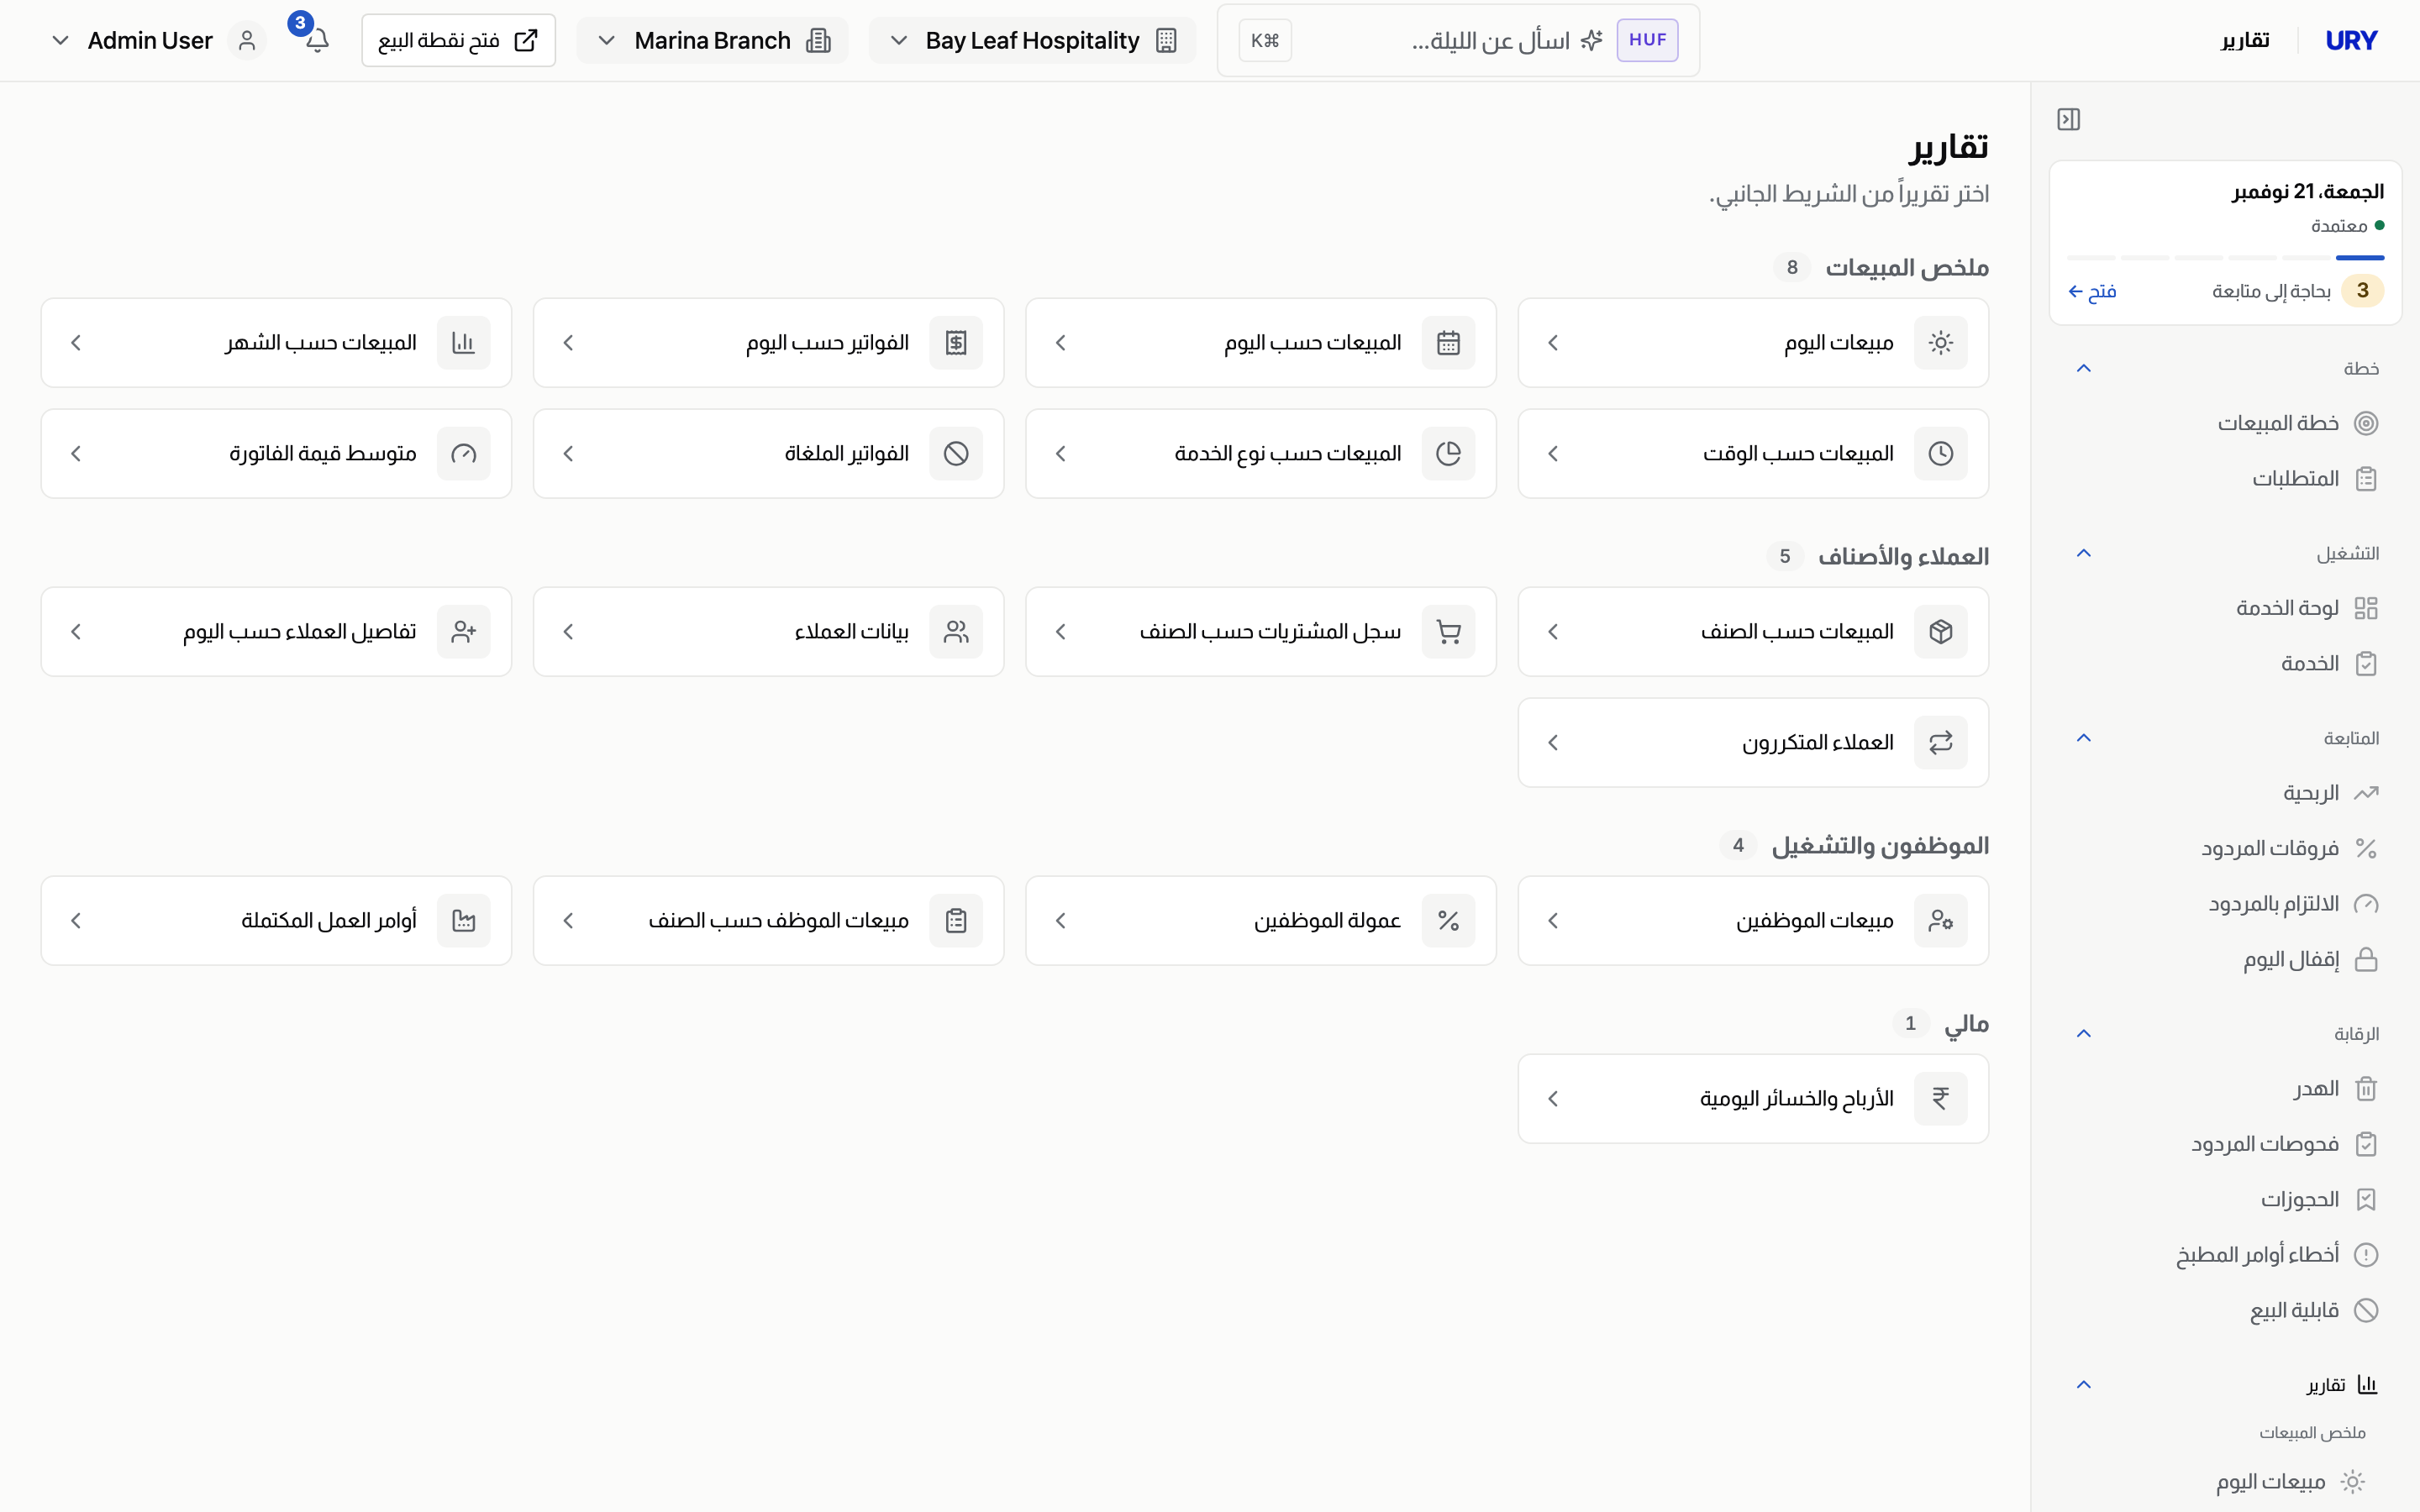 URY
تقارير
HUF
اسأل عن الليلة...
K⌘
Bay Leaf Hospitality
Marina Branch
فتح نقطة البيع
3
Admin User
الجمعة، 21 نوفمبر
معتمدة
3 بحاجة إلى متابعة
فتح ←
خطة
خطة المبيعات
المتطلبات
التشغيل
لوحة الخدمة
الخدمة
المتابعة
الربحية
فروقات المردود
الالتزام بالمردود
إقفال اليوم
الرقابة
الهدر
فحوصات المردود
الحجوزات
أخطاء أوامر المطبخ
قابلية البيع
تقارير
ملخص المبيعات
مبيعات اليوم
تقارير
اختر تقريراً من الشريط الجانبي.
ملخص المبيعات 8
مبيعات اليوم
المبيعات حسب اليوم
الفواتير حسب اليوم
المبيعات حسب الشهر
المبيعات حسب الوقت
المبيعات حسب نوع الخدمة
الفواتير الملغاة
متوسط قيمة الفاتورة
العملاء والأصناف 5
المبيعات حسب الصنف
سجل المشتريات حسب الصنف
بيانات العملاء
تفاصيل العملاء حسب اليوم
العملاء المتكررون
الموظفون والتشغيل 4
مبيعات الموظفين
عمولة الموظفين
مبيعات الموظف حسب الصنف
أوامر العمل المكتملة
مالي 1
الأرباح والخسائر اليومية